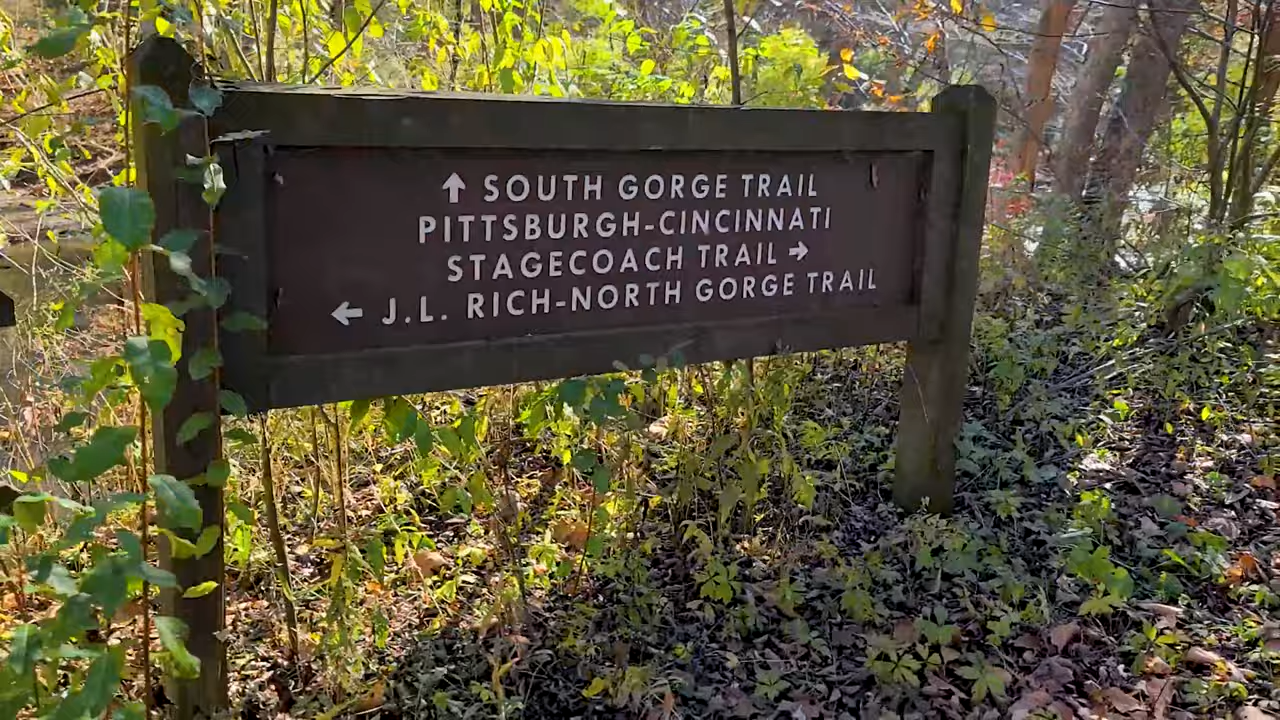 ↑ SOUTH GORGE TRAIL
PITTSBURGH-CINCINNATI
STAGECOACH TRAIL →
← J.L. RICH-NORTH GORGE TRAIL